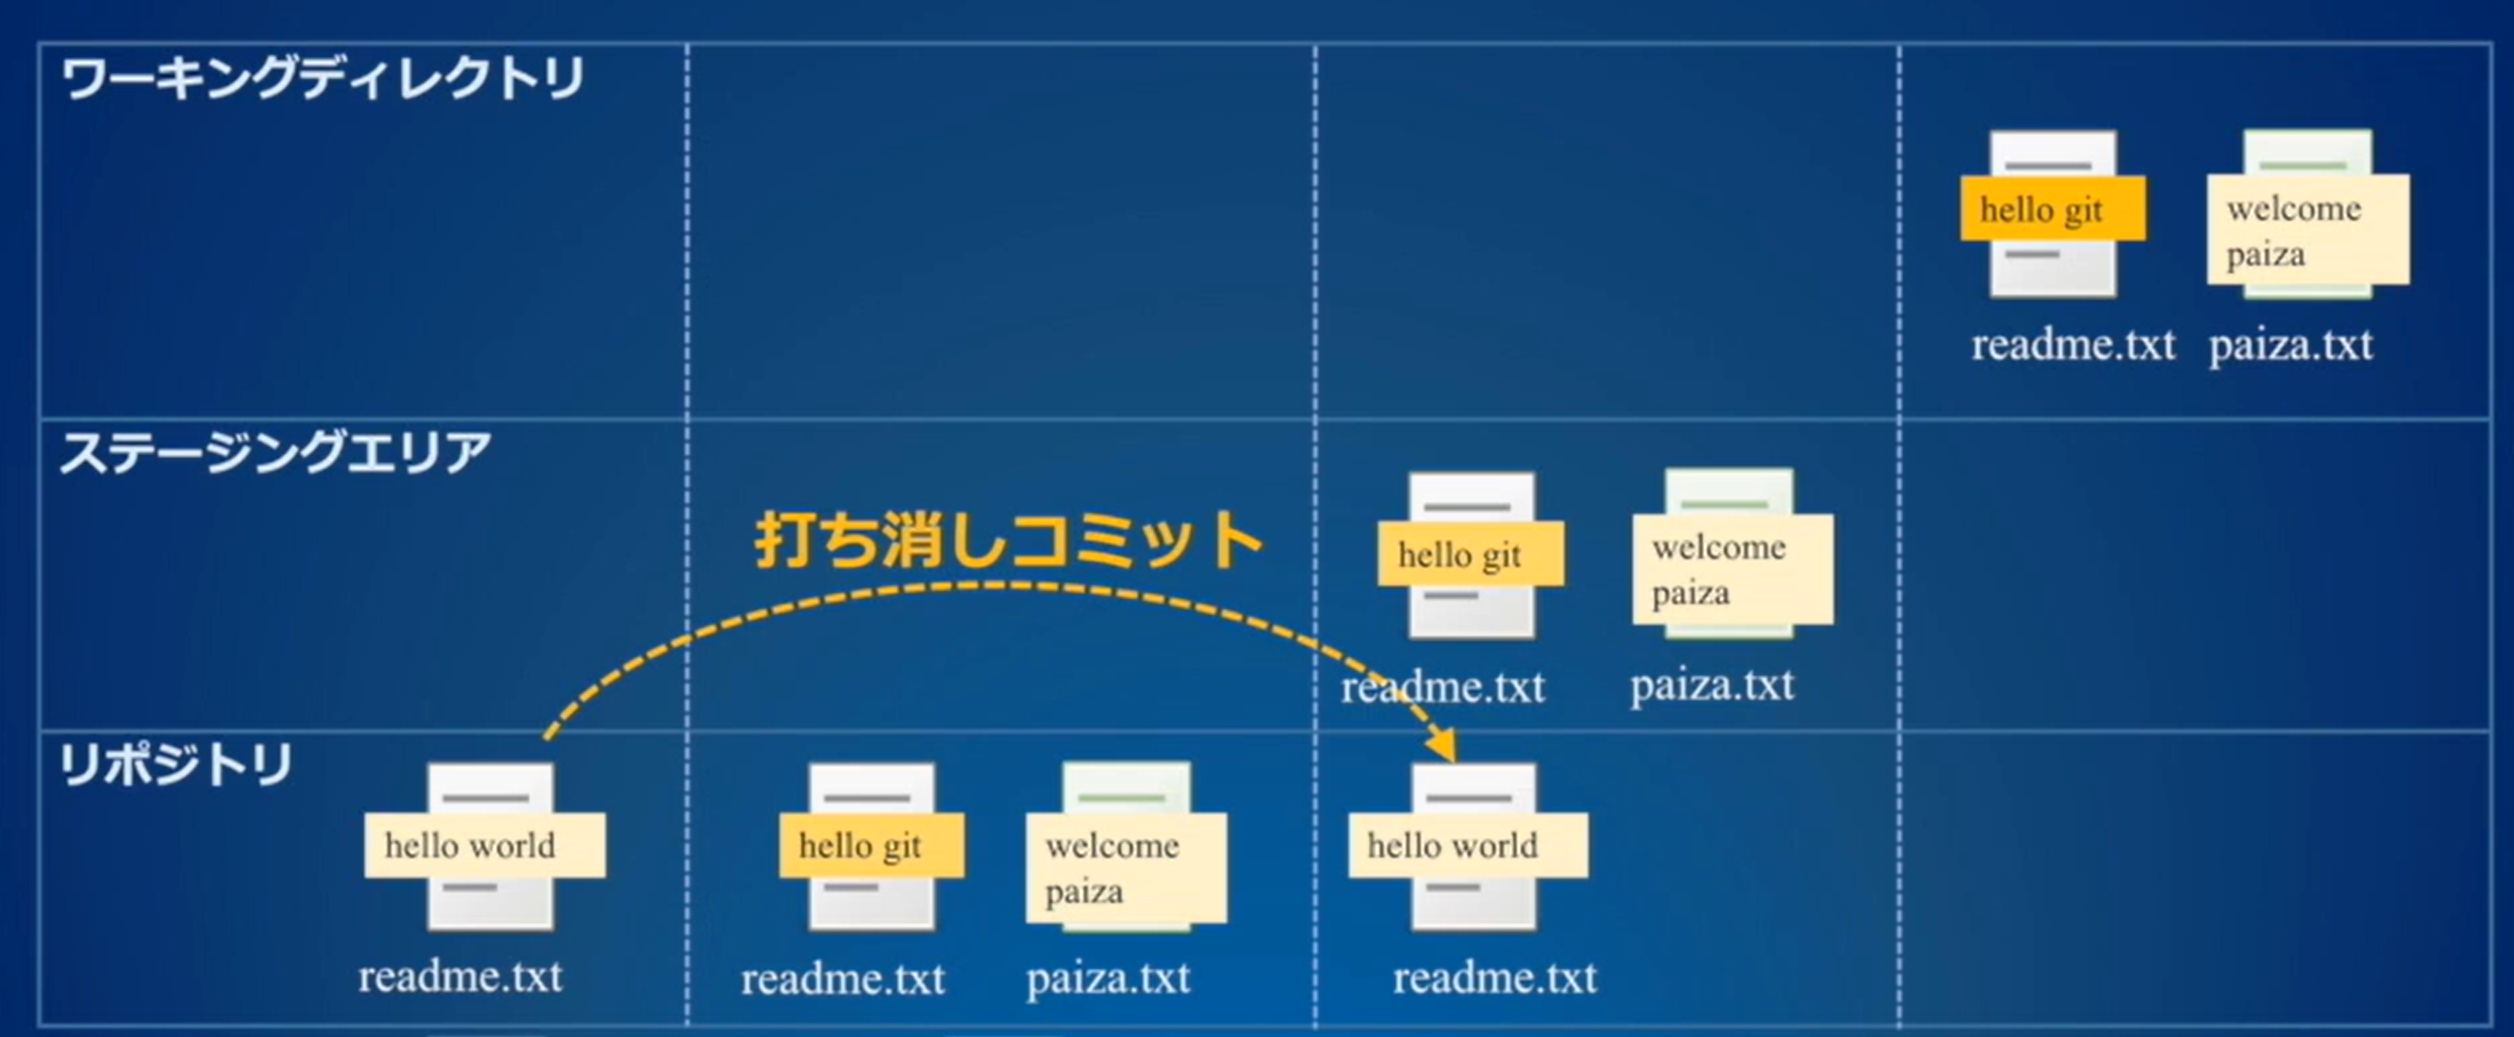 ワーキングディレクトリ
hello git
welcome
paiza
readme.txt
paiza.txt
ステージングエリア
打ち消しコミット
hello git
welcome
paiza
readme.txt
paiza.txt
リポジトリ
hello world
readme.txt
hello git
welcome
paiza
readme.txt
paiza.txt
hello world
readme.txt